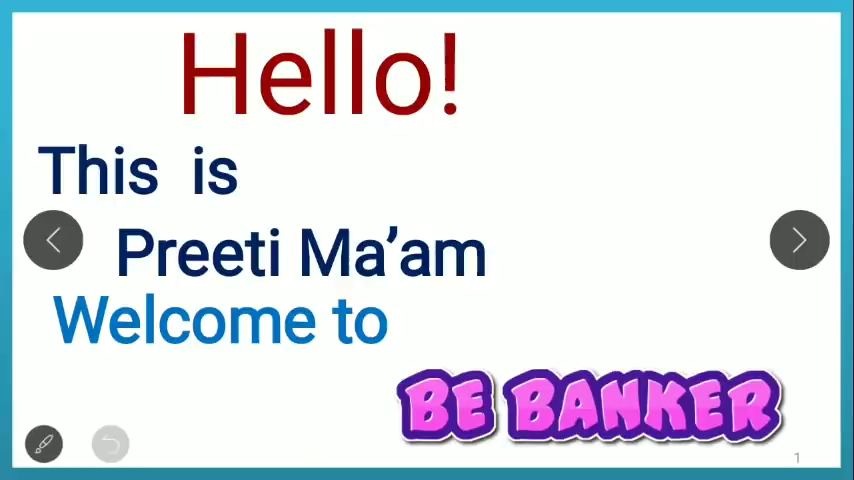 Hello!
This is
Preeti Ma’am
Welcome to
BE BANKER
1